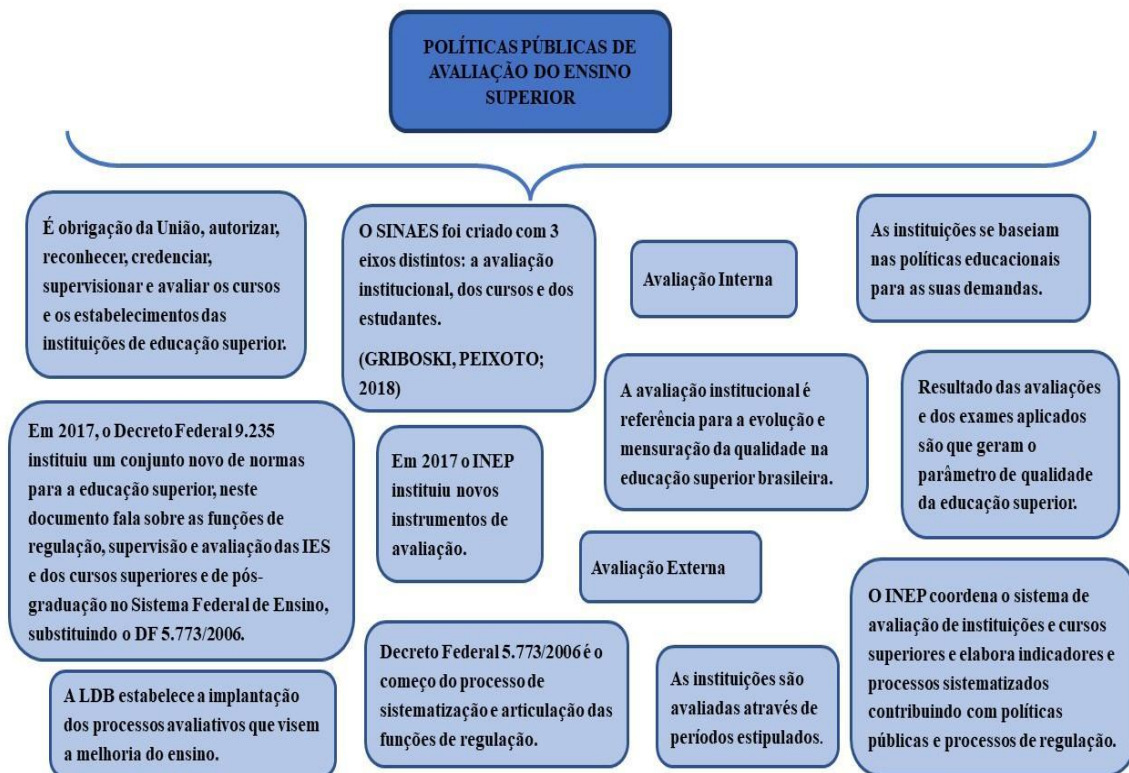 POLÍTICAS PÚBLICAS DE
AVALIAÇÃO DO ENSINO
SUPERIOR
É obrigação da União, autorizar,
reconhecer, credenciar,
supervisionar e avaliar os cursos
e os estabelecimentos das
instituições de educação superior.
O SINAES foi criado com 3
eixos distintos: a avaliação
institucional, dos cursos e dos
estudantes.
(GRIBOSKI, PEIXOTO;
2018)
Avaliação Interna
As instituições se baseiam
nas políticas educacionais
para as suas demandas.
Em 2017, o Decreto Federal 9.235
instituiu um conjunto novo de normas
para a educação superior, neste
documento fala sobre as funções de
regulação, supervisão e avaliação das IES
e dos cursos superiores e de pós-
graduação no Sistema Federal de Ensino,
substituindo o DF 5.773/2006.
Em 2017 o INEP
instituiu novos
instrumentos de
avaliação.
A avaliação institucional é
referência para a evolução e
mensuração da qualidade na
educação superior brasileira.
Resultado das avaliações
e dos exames aplicados
são que geram o
parâmetro de qualidade
da educação superior.
Avaliação Externa
A LDB estabelece a implantação
dos processos avaliativos que visem
a melhoria do ensino.
Decreto Federal 5.773/2006 é o
começo do processo de
sistematização e articulação das
funções de regulação.
As instituições são
avaliadas através de
períodos estipulados.
O INEP coordena o sistema de
avaliação de instituições e cursos
superiores e elabora indicadores e
processos sistematizados
contribuindo com políticas
públicas e processos de regulação.